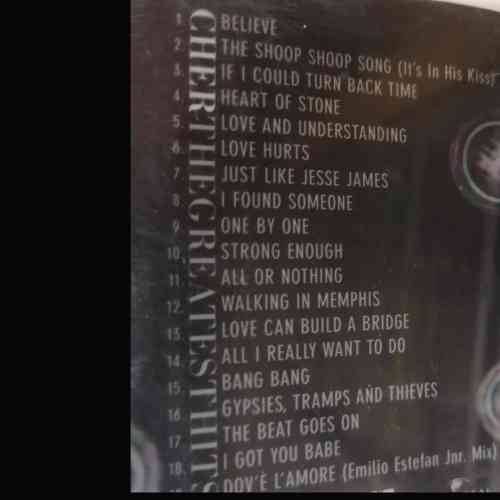 CHER THE GREATEST HITS
1. BELIEVE
2. THE SHOOP SHOOP SONG (It's In His Kiss)
3. IF I COULD TURN BACK TIME
4. HEART OF STONE
5. LOVE AND UNDERSTANDING
6. LOVE HURTS
7. JUST LIKE JESSE JAMES
8. I FOUND SOMEONE
9. ONE BY ONE
10. STRONG ENOUGH
11. ALL OR NOTHING
12. WALKING IN MEMPHIS
13. LOVE CAN BUILD A BRIDGE
14. ALL I REALLY WANT TO DO
15. BANG BANG
16. GYPSIES, TRAMPS AND THIEVES
17. THE BEAT GOES ON
18. I GOT YOU BABE
DOV'È L'AMORE (Emilio Estefan Jnr. Mix)